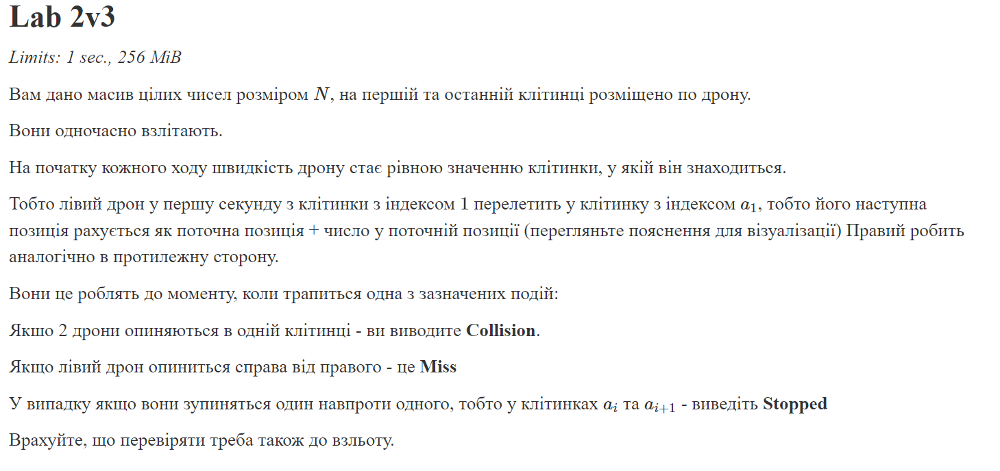 Lab 2v3
Limits: 1 sec., 256 MiB
Вам дано масив цілих чисел розміром N, на першій та останній клітинці розміщено по дрону.
Вони одночасно взлітають.
На початку кожного ходу швидкість дрону стає рівною значенню клітинки, у якій він знаходиться.
Тобто лівий дрон у першу секунду з клітинки з індексом 1 перелетить у клітинку з індексом a₁, тобто його наступна
позиція рахується як поточна позиція + число у поточній позиції (перегляньте пояснення для візуалізації) Правий робить
аналогічно в протилежну сторону.
Вони це роблять до моменту, коли трапиться одна з зазначених подій:
Якшо 2 дрони опиняються в одній клітинці - ви виводите Collision.
Якщо лівий дрон опиниться справа від правого - це Miss
У випадку якщо вони зупиняться один навпроти одного, тобто у клітинках aᵢ та aᵢ₊₁ - виведіть Stopped
Врахуйте, що перевіряти треба також до взльоту.